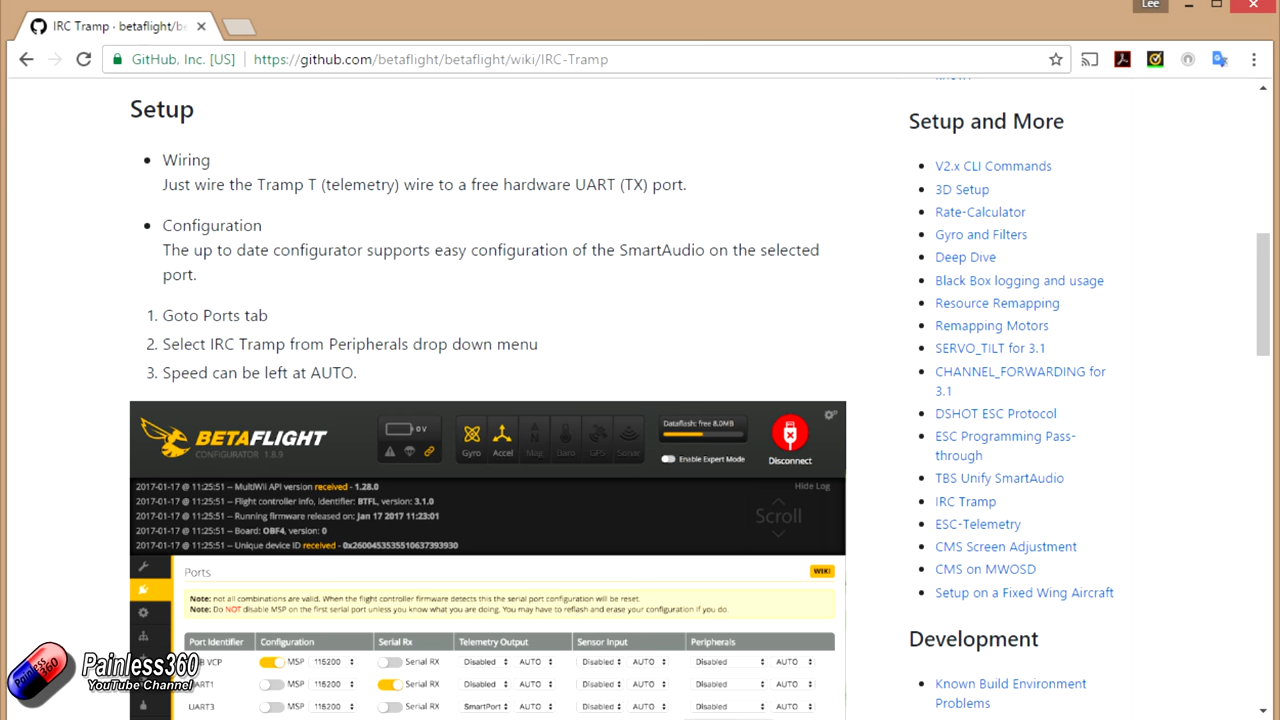 Lee
IRC Tramp · betaflight/be
GitHub, Inc. [US]
https://github.com/betaflight/betaflight/wiki/IRC-Tramp
Setup
Wiring
Just wire the Tramp T (telemetry) wire to a free hardware UART (TX) port.
Configuration
The up to date configurator supports easy configuration of the SmartAudio on the selected
port.
1. Goto Ports tab
2. Select IRC Tramp from Peripherals drop down menu
3. Speed can be left at AUTO.
BETAFLIGHT
CONFIGURATOR 1.8.9
0 V
Gyro
Accel
Mag
Baro
GPS
Sonar
Dataflash: free 8.0MB
Enable Expert Mode
Disconnect
Hide Log
Scroll
2017-01-17 @ 11:25:51 -- MultiWii API version received - 1.28.0
2017-01-17 @ 11:25:51 -- Flight controller info, identifier: BTFL, version: 3.1.0
2017-01-17 @ 11:25:51 -- Running firmware released on: Jan 17 2017 11:23:01
2017-01-17 @ 11:25:51 -- Board: OBF4, version: 0
2017-01-17 @ 11:25:51 -- Unique device ID received - 0x2600453535510637393930
Ports
WIKI
Note: not all combinations are valid. When the flight controller firmware detects this the serial port configuration will be reset.
Note: Do NOT disable MSP on the first serial port unless you know what you are doing. You may have to reflash and erase your configuration if you do.
Port Identifier Configuration Serial Rx Telemetry Output Sensor Input Peripherals
VCP MSP 115200 Serial RX Disabled AUTO Disabled AUTO Disabled AUTO
UART1 MSP 115200 Serial RX Disabled AUTO Disabled AUTO Disabled AUTO
UART3 MSP 115200 Serial RX SmartPort AUTO Disabled AUTO Disabled AUTO
Painless360
YouTube Channel
Setup and More
V2.x CLI Commands
3D Setup
Rate-Calculator
Gyro and Filters
Deep Dive
Black Box logging and usage
Resource Remapping
Remapping Motors
SERVO_TILT for 3.1
CHANNEL_FORWARDING for
3.1
DSHOT ESC Protocol
ESC Programming Pass-
through
TBS Unify SmartAudio
IRC Tramp
ESC-Telemetry
CMS Screen Adjustment
CMS on MWOSD
Setup on a Fixed Wing Aircraft
Development
Known Build Environment
Problems